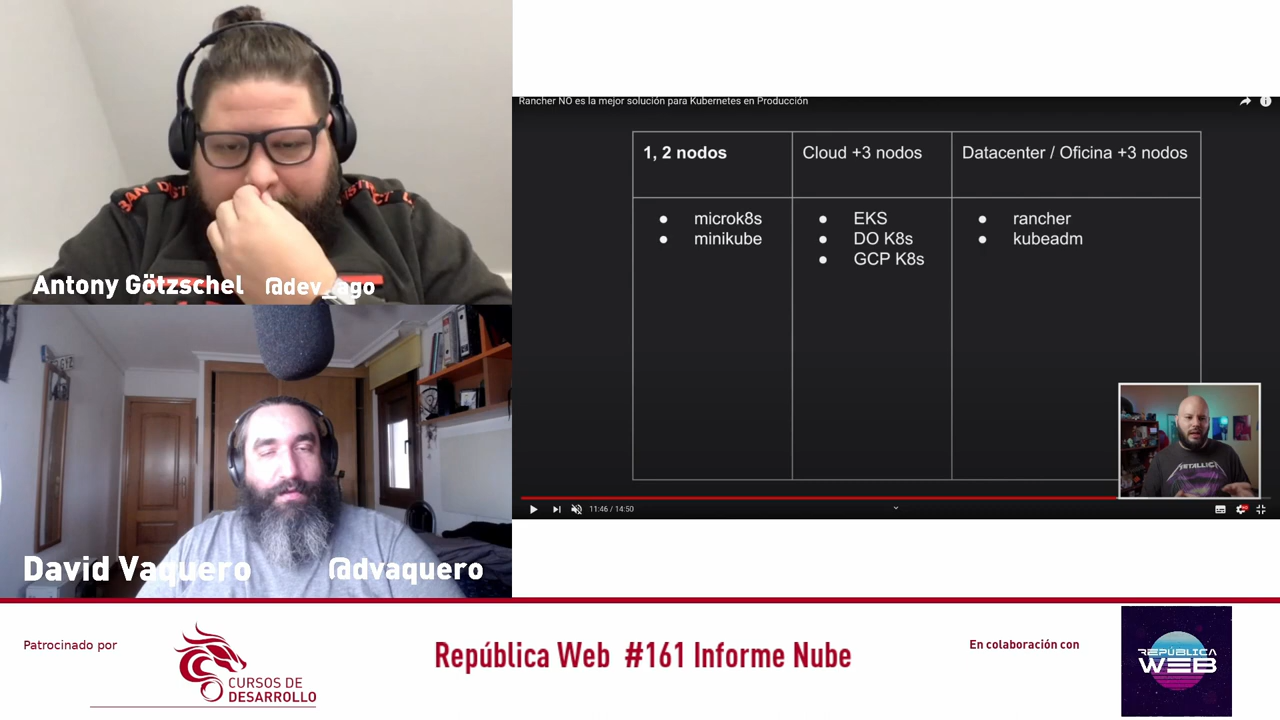 Antony Götzschel @dev_ago
David Vaquero @dvaquero
Rancher NO es la mejor solución para Kubernetes en Producción
1, 2 nodos
Cloud +3 nodos
Datacenter / Oficina +3 nodos
● microk8s
● minikube
● EKS
● DO K8s
● GCP K8s
● rancher
● kubeadm
METALLICA
11:46 / 14:50
Patrocinado por
CURSOS DE
DESARROLLO
República Web #161 Informe Nube
En colaboración con
REPÚBLICA
WEB